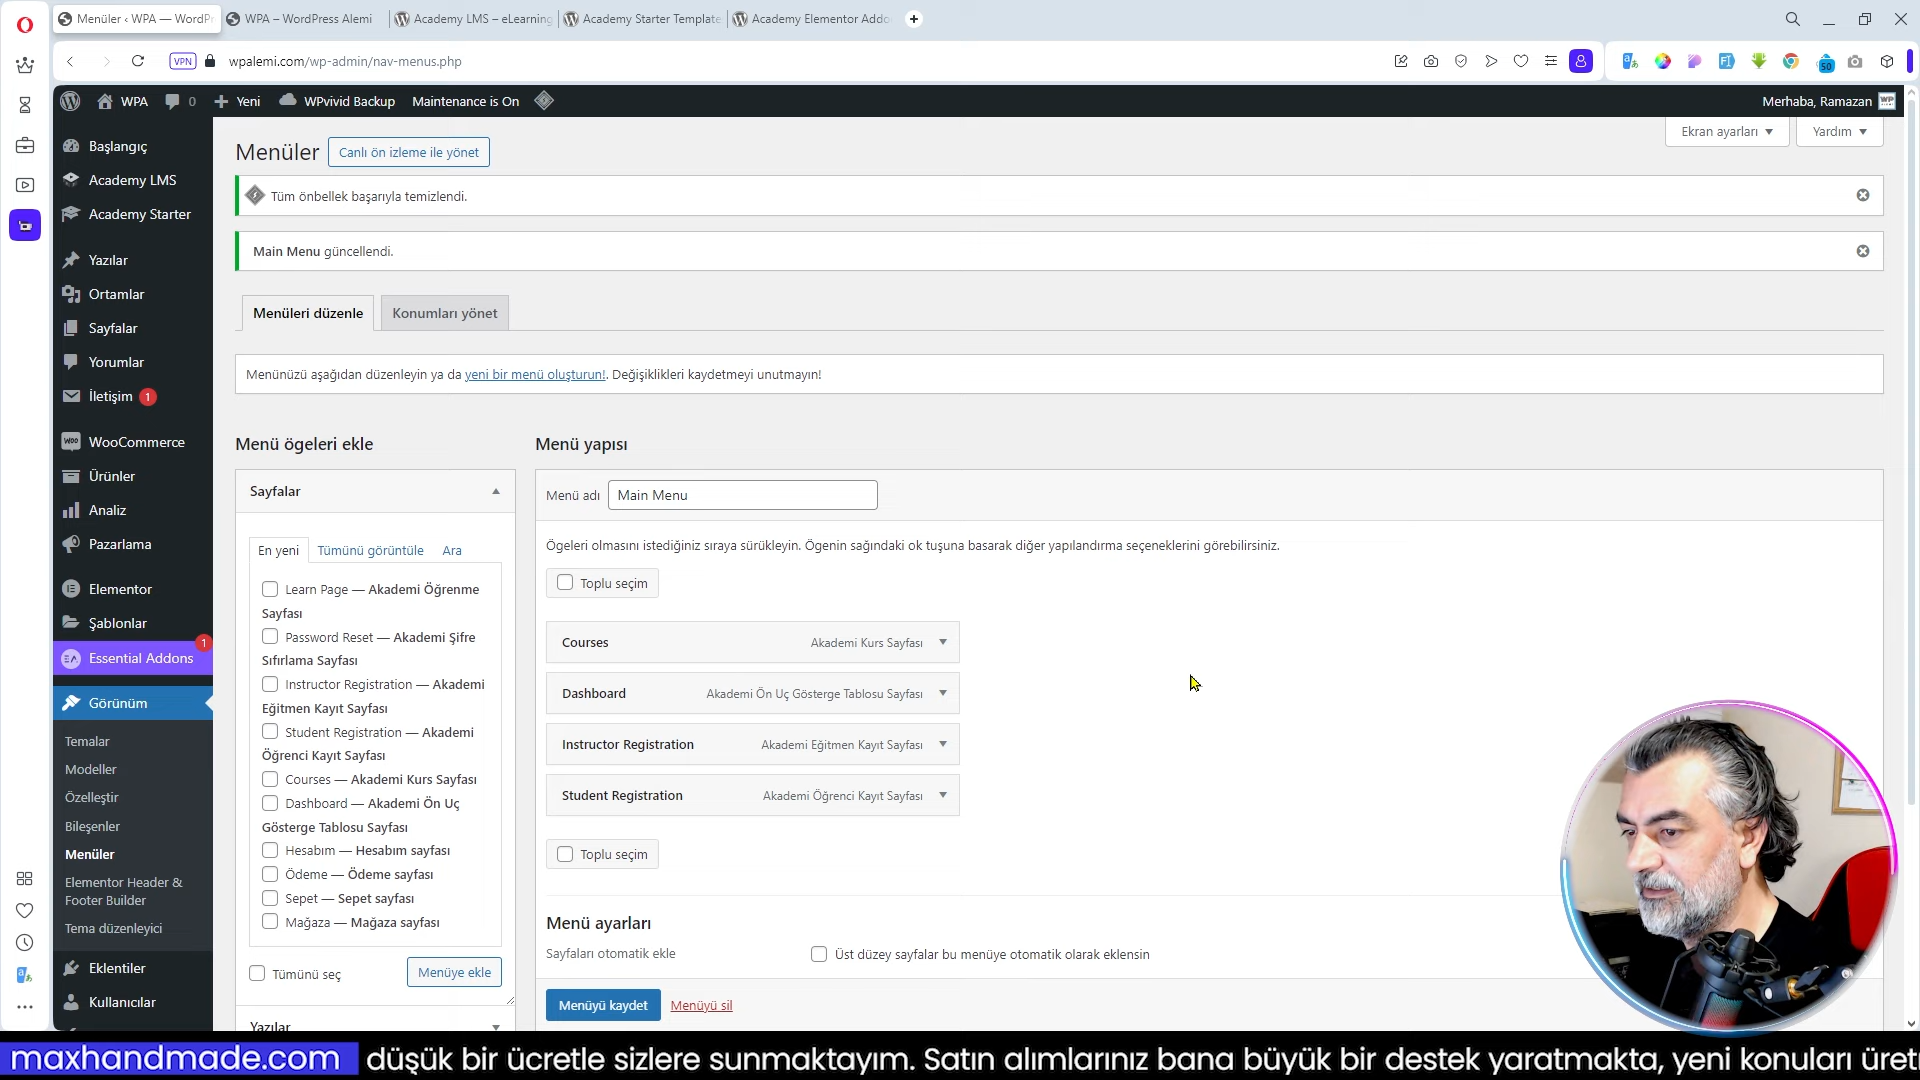 Menüler ‹ WPA — WordPr
WPA – WordPress Alemi
Academy LMS – eLearning
Academy Starter Template
Academy Elementor Addo
VPN
wpalemi.com/wp-admin/nav-menus.php
50
WPA
0
Yeni
WPvivid Backup
Maintenance is On
Merhaba, Ramazan
Başlangıç
Academy LMS
Academy Starter
Yazılar
Ortamlar
Sayfalar
Yorumlar
İletişim 1
WooCommerce
Ürünler
Analiz
Pazarlama
Elementor
Şablonlar
Essential Addons 1
Görünüm
Temalar
Modeller
Özelleştir
Bileşenler
Menüler
Elementor Header &
Footer Builder
Tema düzenleyici
Eklentiler
Kullanıcılar
Ekran ayarları
Yardım
Menüler
Canlı ön izleme ile yönet
Tüm önbellek başarıyla temizlendi.
Main Menu güncellendi.
Menüleri düzenle
Konumları yönet
Menünüzü aşağıdan düzenleyin ya da yeni bir menü oluşturun!. Değişiklikleri kaydetmeyi unutmayın!
Menü ögeleri ekle
Sayfalar
En yeni
Tümünü görüntüle
Ara
Learn Page — Akademi Öğrenme
Sayfası
Password Reset — Akademi Şifre
Sıfırlama Sayfası
Instructor Registration — Akademi
Eğitmen Kayıt Sayfası
Student Registration — Akademi
Öğrenci Kayıt Sayfası
Courses — Akademi Kurs Sayfası
Dashboard — Akademi Ön Uç
Gösterge Tablosu Sayfası
Hesabım — Hesabım sayfası
Ödeme — Ödeme sayfası
Sepet — Sepet sayfası
Mağaza — Mağaza sayfası
Tümünü seç
Menüye ekle
Yazılar
Menü yapısı
Menü adı
Main Menu
Ögeleri olmasını istediğiniz sıraya sürükleyin. Ögenin sağındaki ok tuşuna basarak diğer yapılandırma seçeneklerini görebilirsiniz.
Toplu seçim
Courses
Akademi Kurs Sayfası
Dashboard
Akademi Ön Uç Gösterge Tablosu Sayfası
Instructor Registration
Akademi Eğitmen Kayıt Sayfası
Student Registration
Akademi Öğrenci Kayıt Sayfası
Toplu seçim
Menü ayarları
Sayfaları otomatik ekle
Üst düzey sayfalar bu menüye otomatik olarak eklensin
Menüyü kaydet
Menüyü sil
maxhandmade.com
düşük bir ücretle sizlere sunmaktayım. Satın alımlarınız bana büyük bir destek yaratmakta, yeni konuları üret